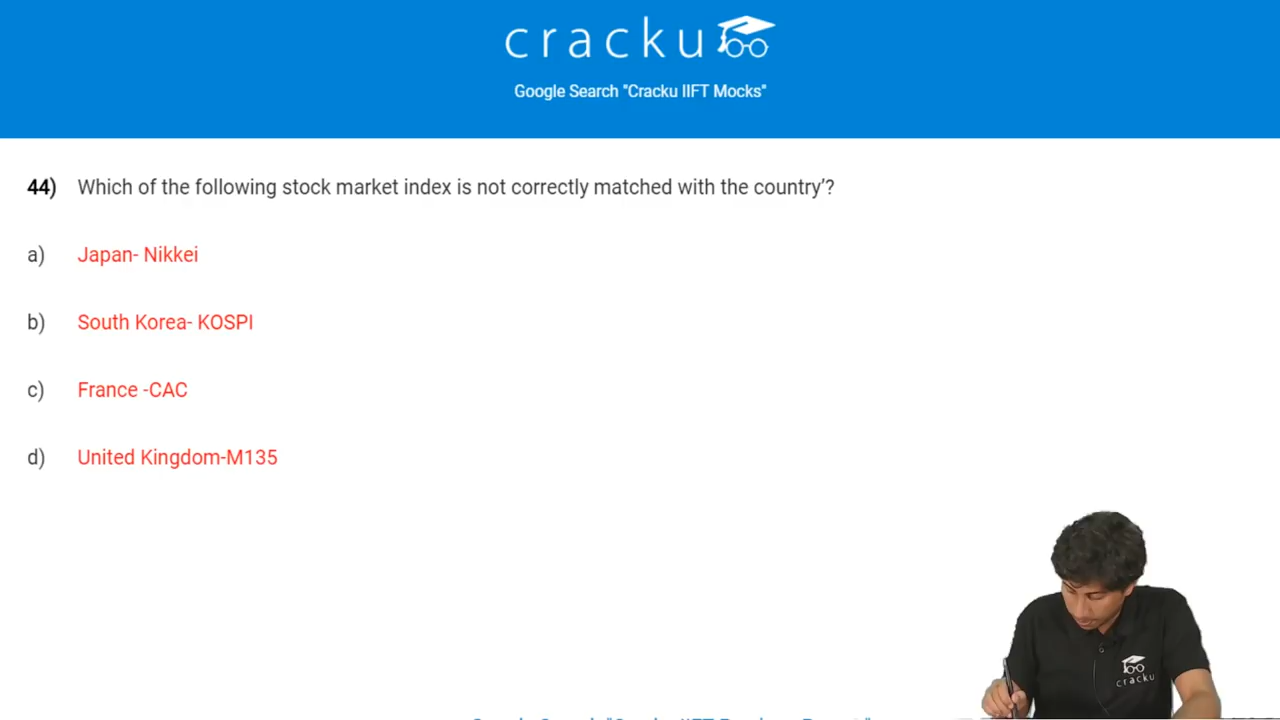 cracku
Google Search "Cracku IIFT Mocks"
44) Which of the following stock market index is not correctly matched with the country'?
a) Japan- Nikkei
b) South Korea- KOSPI
c) France -CAC
d) United Kingdom-M135
cracku